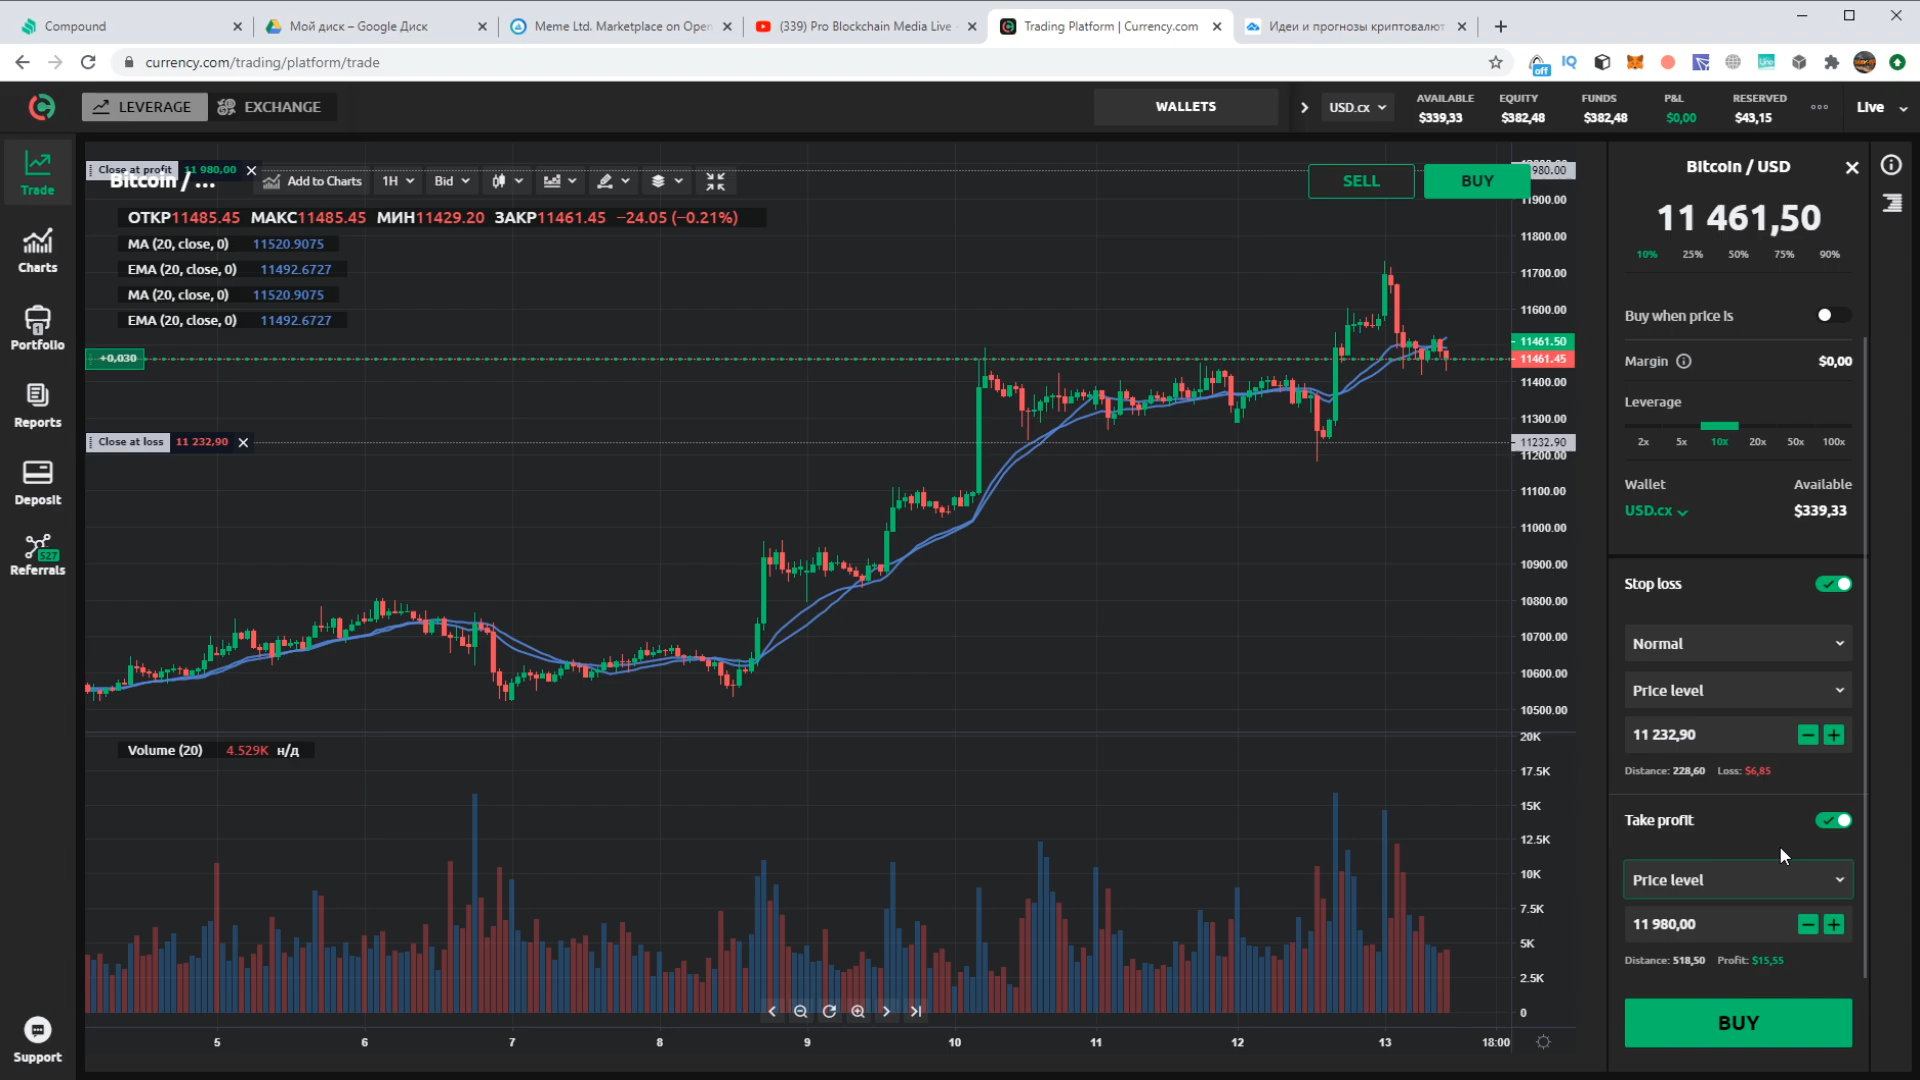 Compound
Мой диск – Google Диск
Meme Ltd. Marketplace on Open
(339) Pro Blockchain Media Live
Trading Platform | Currency.com
Идеи и прогнозы криптовалют
currency.com/trading/platform/trade
off
IQ
LEVERAGE
EXCHANGE
WALLETS
USD.cx
AVAILABLE
$339,33
EQUITY
$382,48
FUNDS
$382,48
P&L
$0,00
RESERVED
$43,15
Live
Trade
Charts
1
Portfolio
Reports
Deposit
$27
Referrals
Support
Close at profit 11 980,00
Bitcoin / ...
Add to Charts
1H
Bid
SELL
BUY
ОТКР11485.45 МАКС11485.45 МИН11429.20 ЗАКР11461.45 −24.05 (−0.21%)
MA (20, close, 0) 11520.9075
EMA (20, close, 0) 11492.6727
MA (20, close, 0) 11520.9075
EMA (20, close, 0) 11492.6727
+0,030
Close at loss 11 232,90
980.00
11900.00
11800.00
11700.00
11600.00
11461.50
11461.45
11400.00
11300.00
11232.90
11200.00
11100.00
11000.00
10900.00
10800.00
10700.00
10600.00
10500.00
Volume (20) 4.529K н/д
20K
17.5K
15K
12.5K
10K
7.5K
5K
2.5K
0
5 6 7 8 9 10 11 12 13 18:00
Bitcoin / USD
11 461,50
10% 25% 50% 75% 90%
Buy when price is
Margin $0,00
Leverage
2x 5x 10x 20x 50x 100x
Wallet Available
USD.cx $339,33
Stop loss
Normal
Price level
11 232,90
Distance: 228,60 Loss: $6,85
Take profit
Price level
11 980,00
Distance: 518,50 Profit: $15,55
BUY